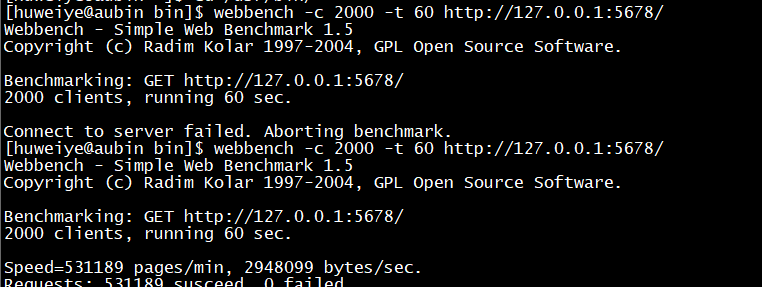 [huweiye@aubin bin]$ webbench -c 2000 -t 60 http://127.0.0.1:5678/
Webbench - Simple Web Benchmark 1.5
Copyright (c) Radim Kolar 1997-2004, GPL Open Source Software.
Benchmarking: GET http://127.0.0.1:5678/
2000 clients, running 60 sec.
Connect to server failed. Aborting benchmark.
[huweiye@aubin bin]$ webbench -c 2000 -t 60 http://127.0.0.1:5678/
Webbench - Simple Web Benchmark 1.5
Copyright (c) Radim Kolar 1997-2004, GPL Open Source Software.
Benchmarking: GET http://127.0.0.1:5678/
2000 clients, running 60 sec.
Speed=531189 pages/min, 2948099 bytes/sec.
Requests: 531189 susceed, 0 failed